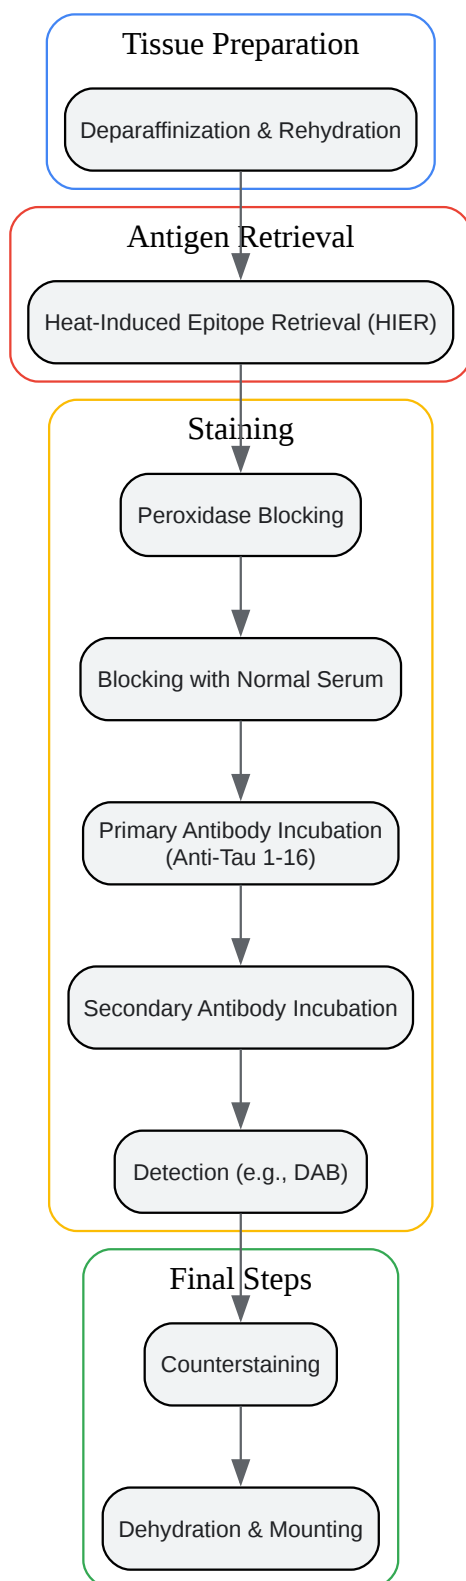 Tissue Preparation
Deparaffinization & Rehydration
Antigen Retrieval
Heat-Induced Epitope Retrieval (HIER)
Staining
Peroxidase Blocking
Blocking with Normal Serum
Primary Antibody Incubation
(Anti-Tau 1-16)
Secondary Antibody Incubation
Detection (e.g., DAB)
Final Steps
Counterstaining
Dehydration & Mounting